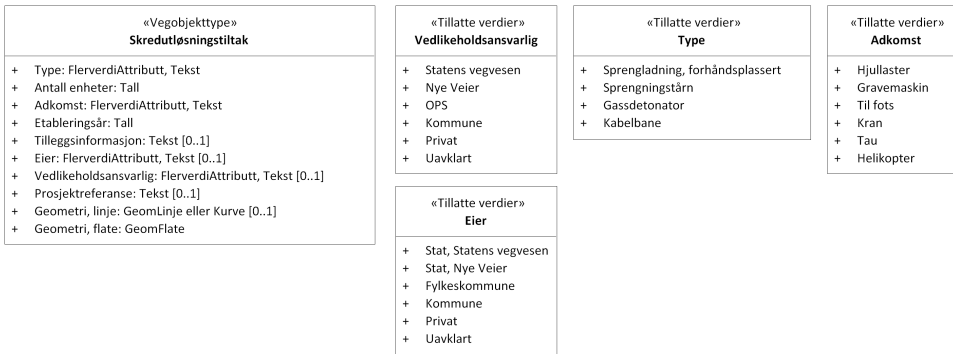 «Vegobjekttype»
Skredutløsningstiltak
+ Type: FlerverdiAttributt, Tekst
+ Antall enheter: Tall
+ Adkomst: FlerverdiAttributt, Tekst
+ Etableringsår: Tall
+ Tilleggsinformasjon: Tekst [0..1]
+ Eier: FlerverdiAttributt, Tekst [0..1]
+ Vedlikeholdsansvarlig: FlerverdiAttributt, Tekst [0..1]
+ Prosjektreferanse: Tekst [0..1]
+ Geometri, linje: GeomLinje eller Kurve [0..1]
+ Geometri, flate: GeomFlate
«Tillatte verdier»
Vedlikeholdsansvarlig
+ Statens vegvesen
+ Nye Veier
+ OPS
+ Kommune
+ Privat
+ Uavklart
«Tillatte verdier»
Eier
+ Stat, Statens vegvesen
+ Stat, Nye Veier
+ Fylkeskommune
+ Kommune
+ Privat
+ Uavklart
«Tillatte verdier»
Type
+ Sprengladning, forhåndsplassert
+ Sprengningstårn
+ Gassdetonator
+ Kabelbane
«Tillatte verdier»
Adkomst
+ Hjullaster
+ Gravemaskin
+ Til fots
+ Kran
+ Tau
+ Helikopter